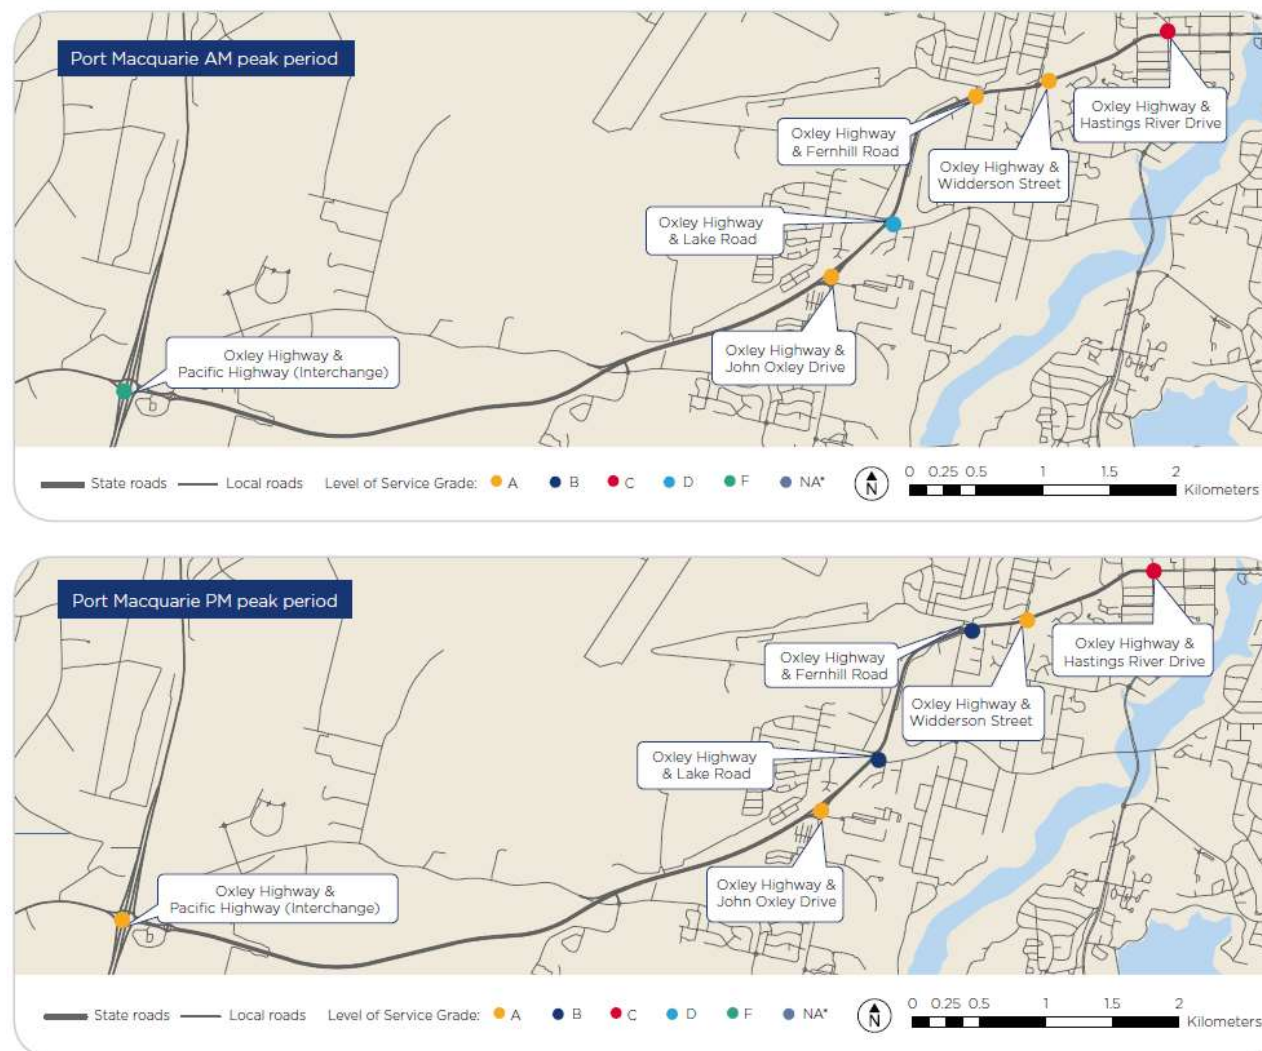 Port Macquarie AM peak period
Oxley Highway &
Hastings River Drive
Oxley Highway
& Fernhill Road
Oxley Highway &
Widderson Street
Oxley Highway
& Lake Road
Oxley Highway &
John Oxley Drive
Oxley Highway &
Pacific Highway (Interchange)
State roads Local roads Level of Service Grade: A B C D F NA* N 0 0.25 0.5 1 1.5 2 Kilometers
Port Macquarie PM peak period
Oxley Highway &
Hastings River Drive
Oxley Highway
& Fernhill Road
Oxley Highway &
Widderson Street
Oxley Highway
& Lake Road
Oxley Highway &
John Oxley Drive
Oxley Highway &
Pacific Highway (Interchange)
State roads Local roads Level of Service Grade: A B C D F NA* N 0 0.25 0.5 1 1.5 2 Kilometers